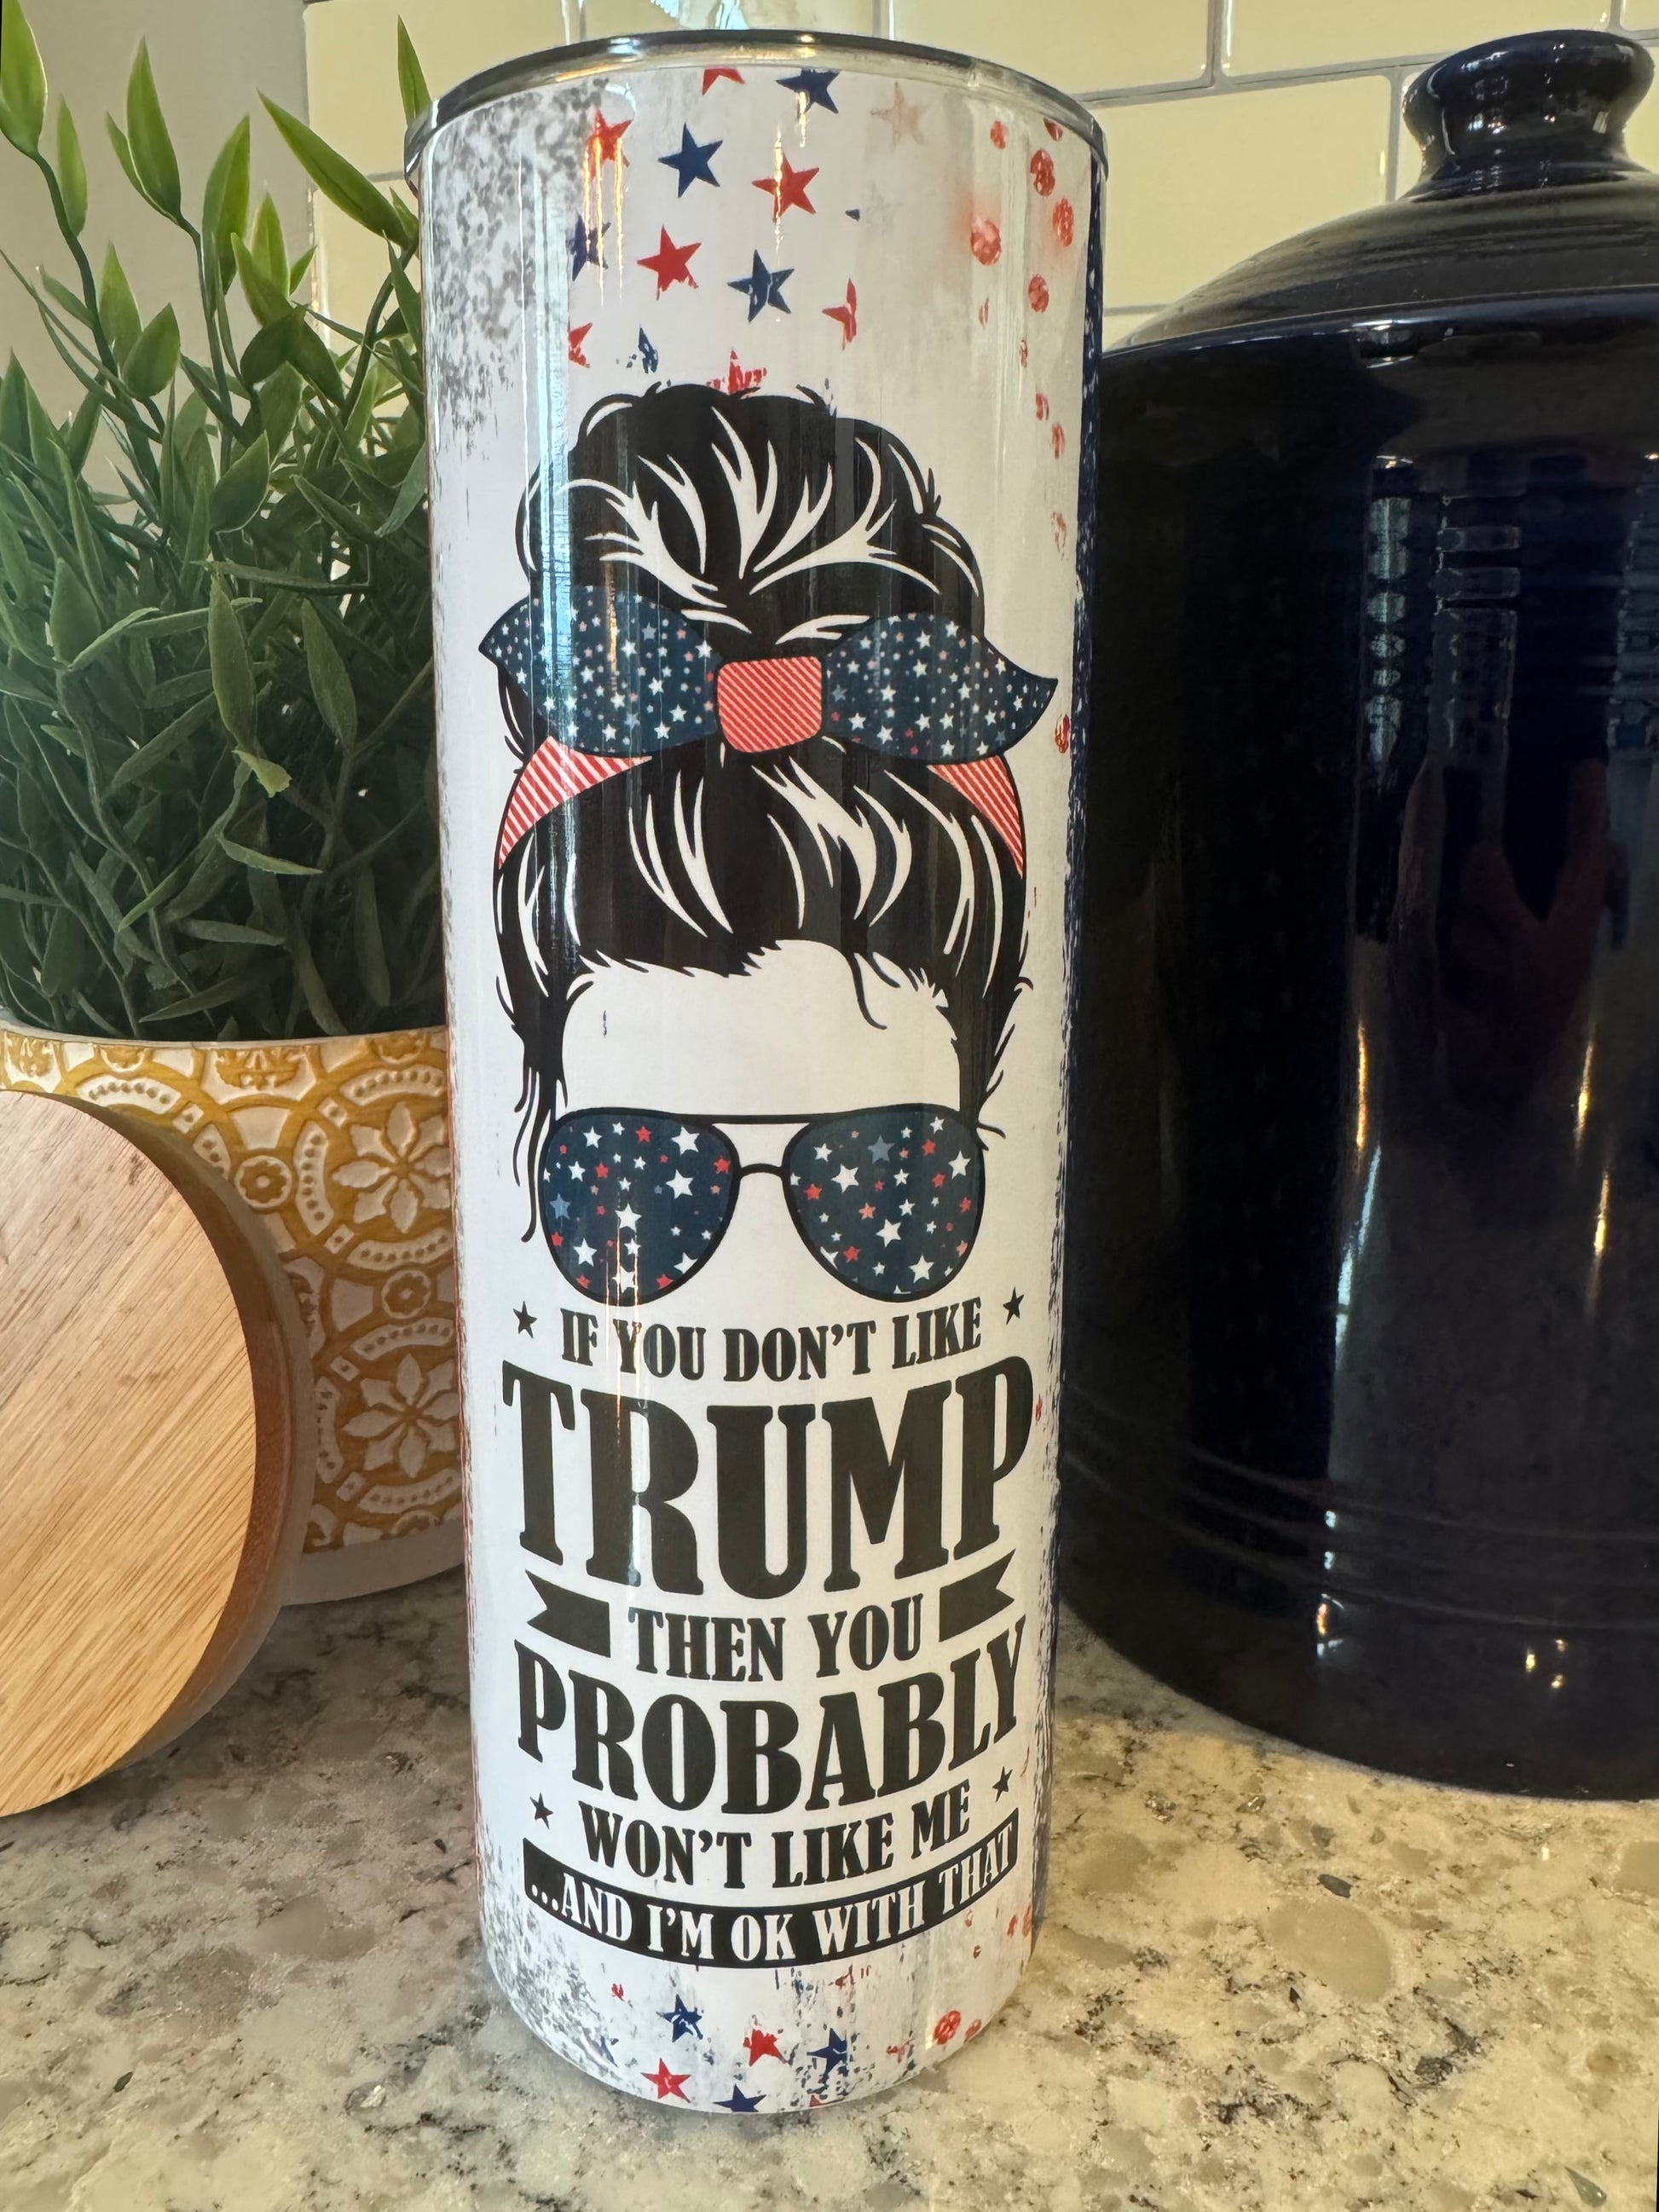 IF YOU DON'T LIKE
TRUMP
THEN YOU
PROBABLY
WON'T LIKE ME
...AND I'M OK WITH THAT